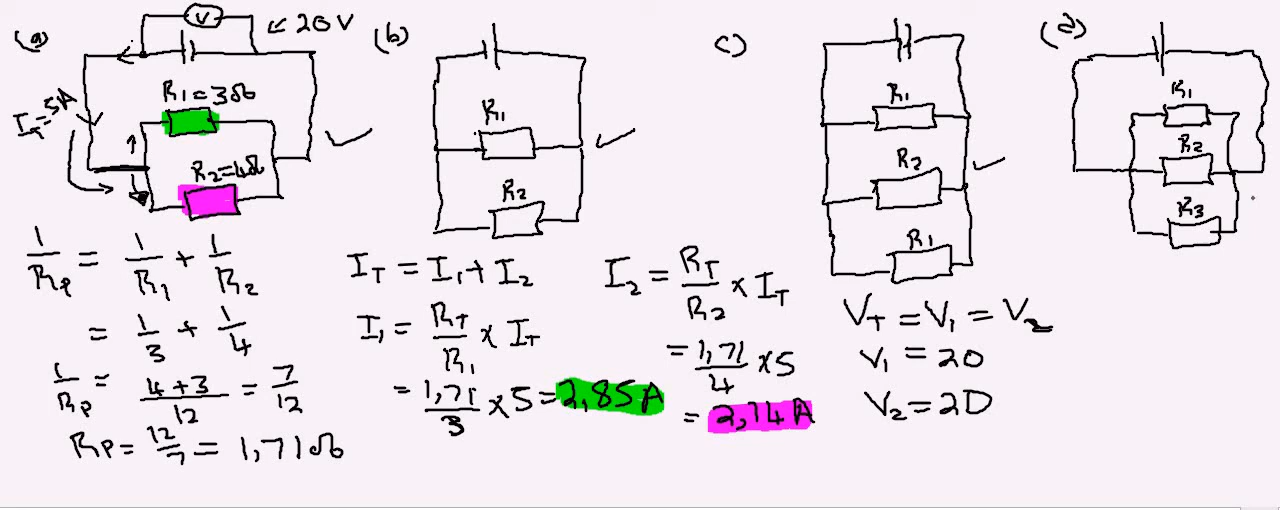 (a)
V
← 20V
I_T = 5A
R1 = 3Ω
R2 = 4Ω
(b)
R1
R2
c)
R1
R2
R1
(d)
R1
R2
R3
1/Rp = 1/R1 + 1/R2
= 1/3 + 1/4
1/Rp = 4+3/12 = 7/12
Rp = 12/7 = 1,71Ω
I_T = I1 + I2
I1 = R_T/R1 × I_T
= 1,71/3 × 5 = 2,85A
I2 = R_T/R2 × I_T
= 1,71/4 × 5
= 2,14A
V_T = V1 = V2
V1 = 20
V2 = 20